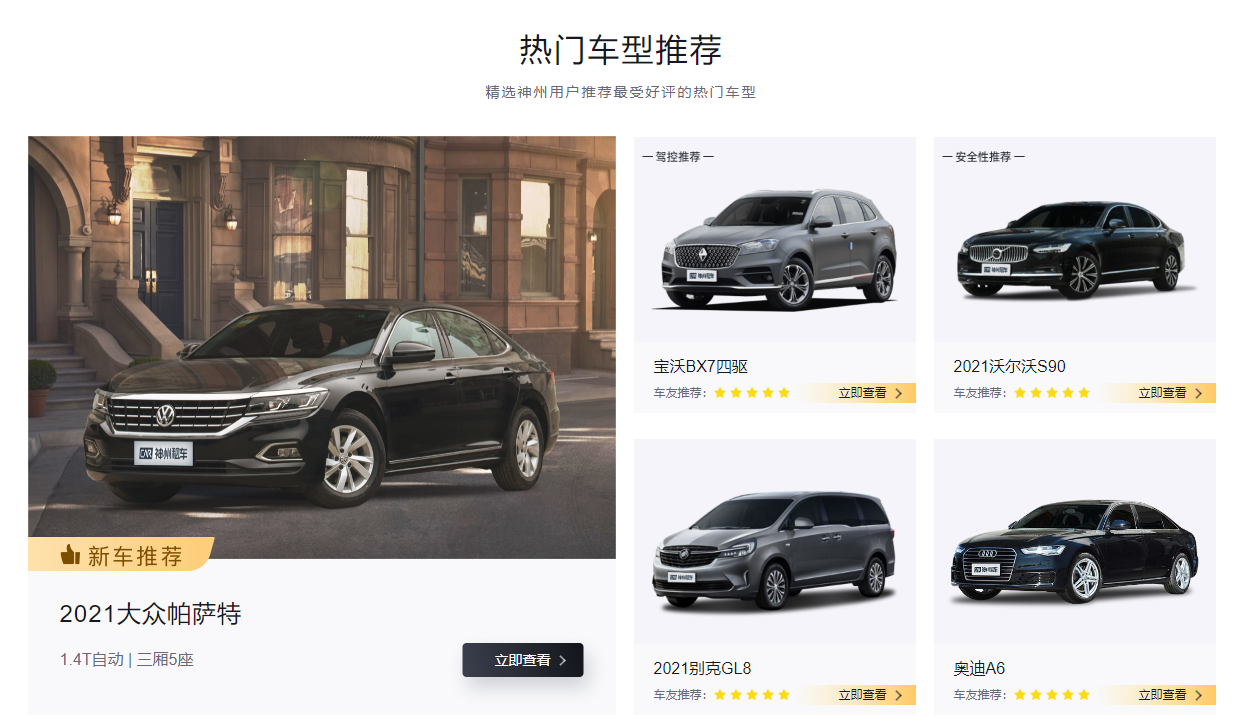 热门车型推荐
精选神州用户推荐最受好评的热门车型
CAR 神州租车
新车推荐
2021大众帕萨特
1.4T自动 | 三厢5座
立即查看
驾控推荐
神州租车
宝沃BX7四驱
车友推荐:
立即查看
安全性推荐
神州租车
2021沃尔沃S90
车友推荐:
立即查看
神州租车
2021别克GL8
车友推荐:
立即查看
神州租车
奥迪A6
车友推荐:
立即查看